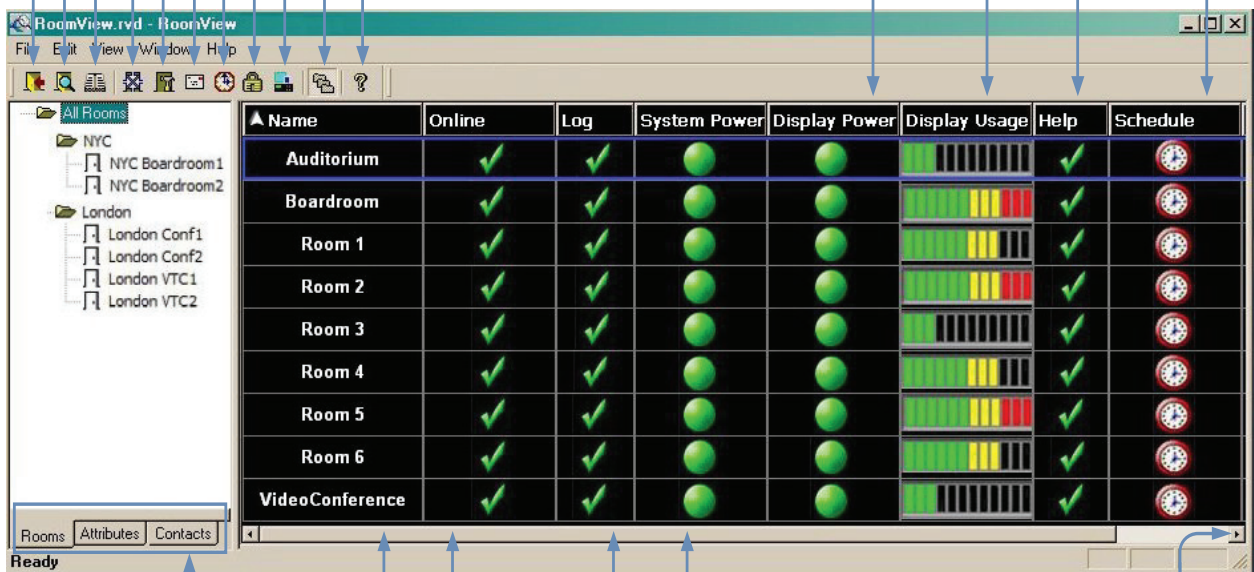 RoomView.rvd - RoomView
File Edit View Window Help
All Rooms
NYC
NYC Boardroom1
NYC Boardroom2
London
London Conf1
London Conf2
London VTC1
London VTC2
Rooms Attributes Contacts
Name Online Log System Power Display Power Display Usage Help Schedule
Auditorium
Boardroom
Room 1
Room 2
Room 3
Room 4
Room 5
Room 6
VideoConference
Ready